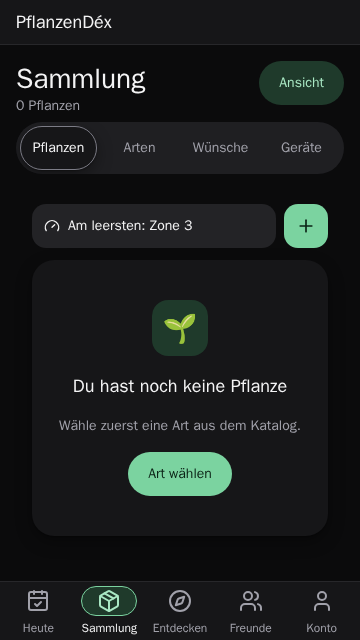 PflanzenDéx
Sammlung
0 Pflanzen
Ansicht
Pflanzen
Arten
Wünsche
Geräte
Am leersten: Zone 3
Du hast noch keine Pflanze
Wähle zuerst eine Art aus dem Katalog.
Art wählen
Heute
Sammlung
Entdecken
Freunde
Konto